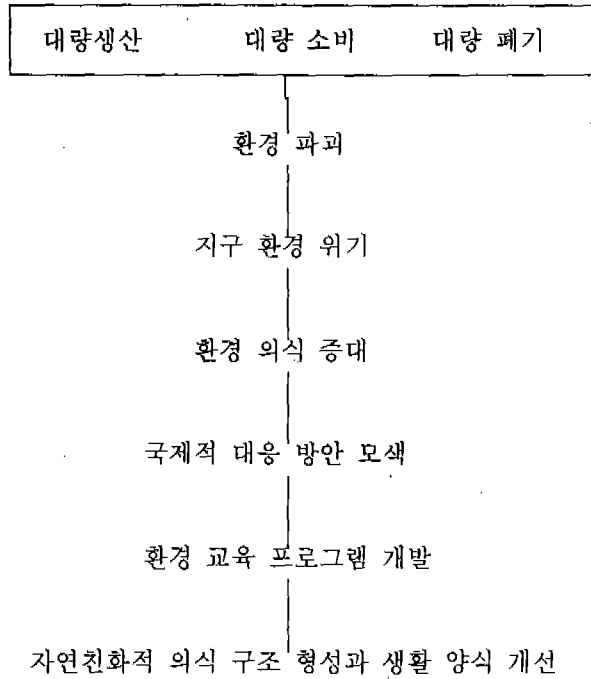 대량생산 대량 소비 대량 폐기
환경 파괴
지구 환경 위기
환경 의식 증대
국제적 대응 방안 모색
환경 교육 프로그램 개발
자연친화적 의식 구조 형성과 생활 양식 개선